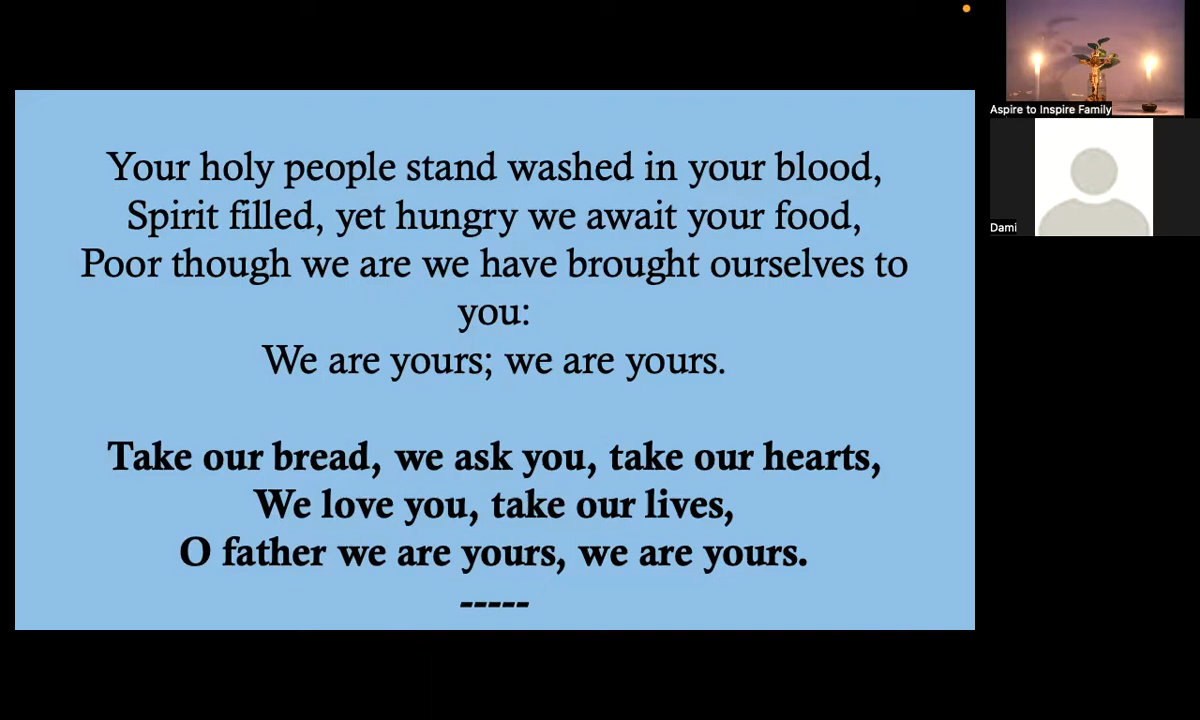 Your holy people stand washed in your blood,
Spirit filled, yet hungry we await your food,
Poor though we are we have brought ourselves to
you:
We are yours; we are yours.
Take our bread, we ask you, take our hearts,
We love you, take our lives,
O father we are yours, we are yours.
-----
Aspire to Inspire Family
Dami